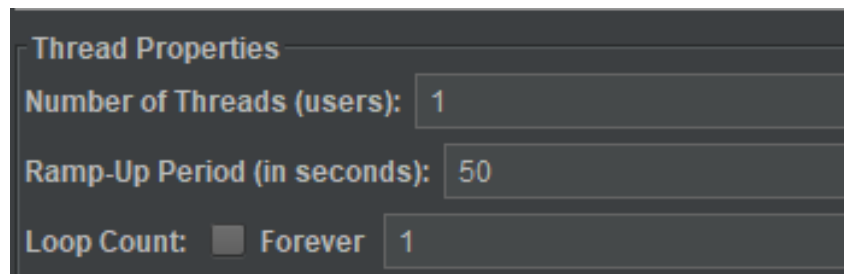 Thread Properties
Number of Threads (users): 1
Ramp-Up Period (in seconds): 50
Loop Count: Forever 1